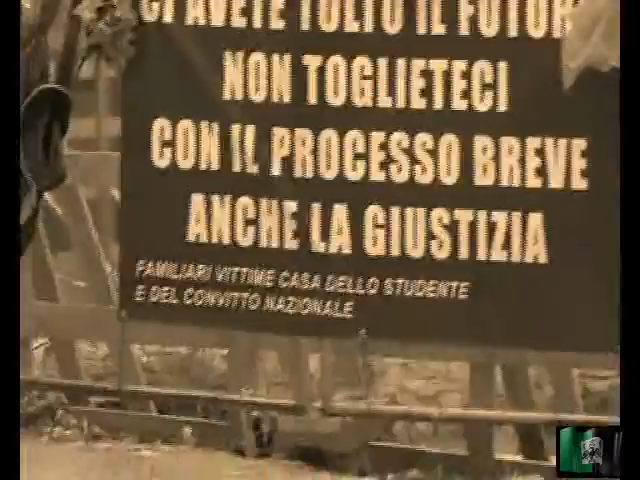 CI AVETE TOLTO IL FUTUR
NON TOGLIETECI
CON IL PROCESSO BREVE
ANCHE LA GIUSTIZIA
FAMILIARI VITTIME CASA DELLO STUDENTE
E DEL CONVITTO NAZIONALE